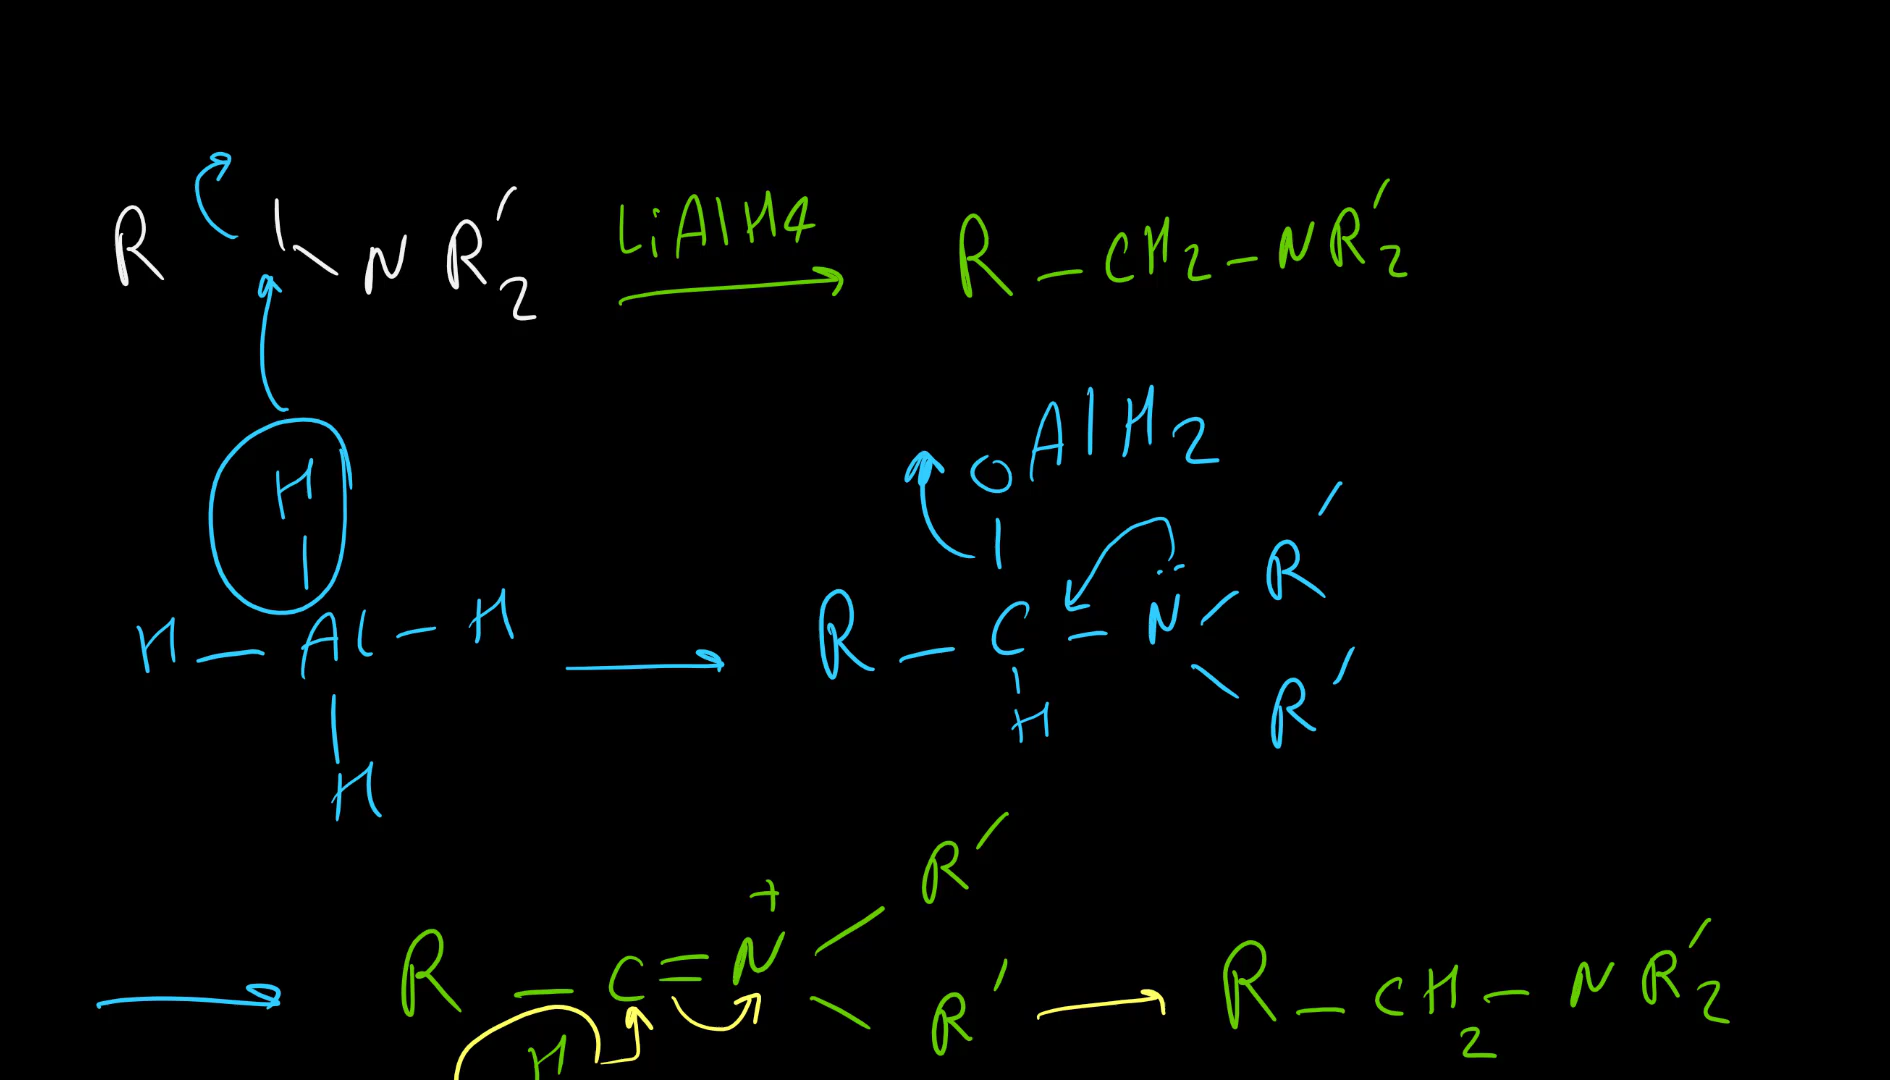 R NR'2 LiAlH4 R - CH2 - NR'2
H OAlH2
R'
H - Al - H R - C - N
H R'
H
R'
+
R - C = N R - CH2 - NR'2
H R'